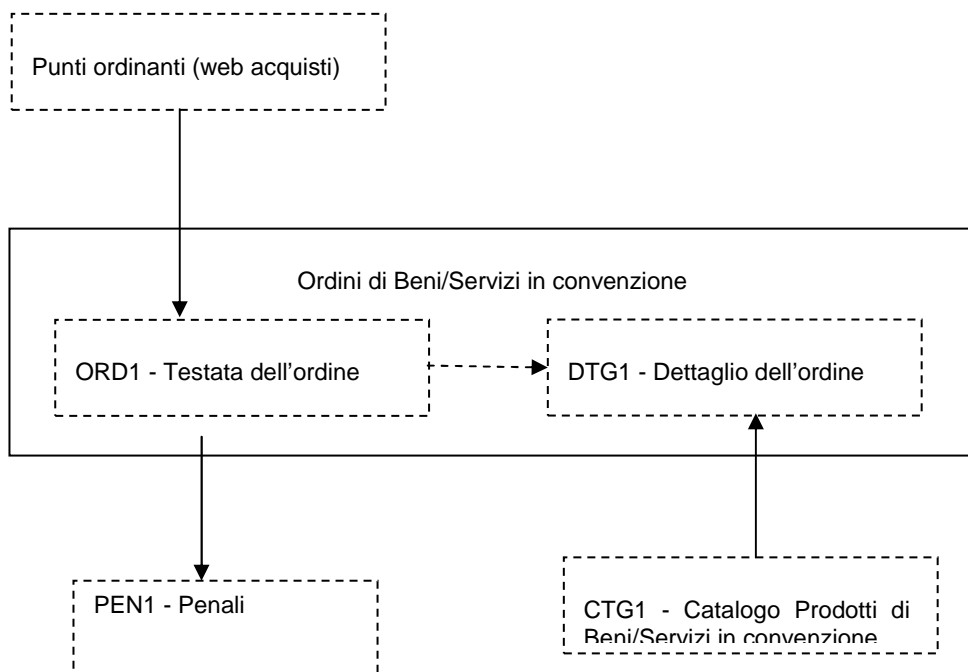 Punti ordinanti (web acquisti)
Ordini di Beni/Servizi in convenzione
ORD1 - Testata dell’ordine
DTG1 - Dettaglio dell’ordine
PEN1 - Penali
CTG1 - Catalogo Prodotti di
Beni/Servizi in convenzione